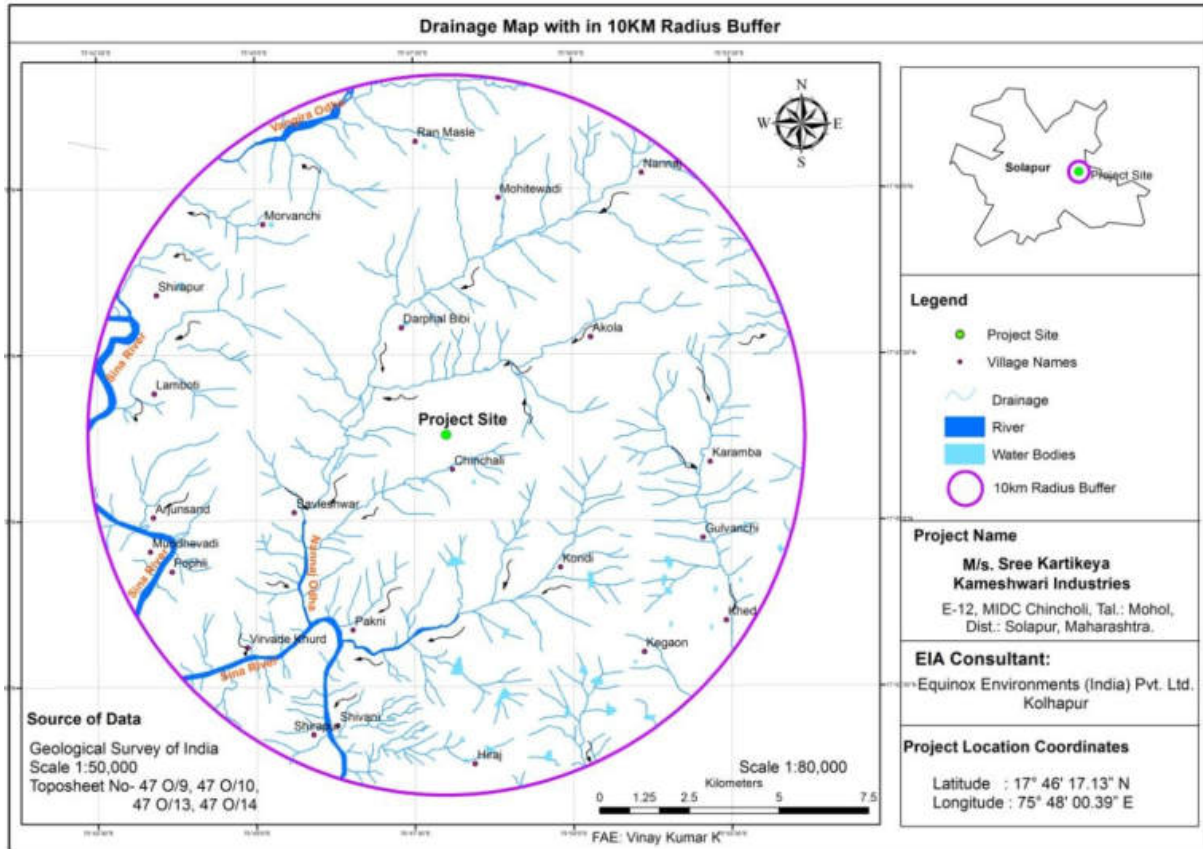 Drainage Map with in 10KM Radius Buffer
N
W E
S
Vangira Odha
Ran Masle
Nannaj
Mohitewadi
Morvanchi
Shirapur
Darphal Bibi
Akola
Sina River
Lamboti
Project Site
Chinchali
Karamba
Bavleshwar
Arjunsand
Gulvanchi
Mundhevadi
Pophli
Sina River
Nannaj Odha
Kondi
Khed
Pakni
Virvade Khurd
Kegaon
Sina River
Shivani
Shirapur
Hiraj
Source of Data
Geological Survey of India
Scale 1:50,000
Toposheet No- 47 O/9, 47 O/10,
47 O/13, 47 O/14
Scale 1:80,000
Kilometers
0 1.25 2.5 5 7.5
FAE: Vinay Kumar K
Solapur
Project Site
Legend
Project Site
Village Names
Drainage
River
Water Bodies
10km Radius Buffer
Project Name
M/s. Sree Kartikeya
Kameshwari Industries
E-12, MIDC Chincholi, Tal.: Mohol,
Dist.: Solapur, Maharashtra.
EIA Consultant:
Equinox Environments (India) Pvt. Ltd.
Kolhapur
Project Location Coordinates
Latitude : 17° 46' 17.13" N
Longitude : 75° 48' 00.39" E